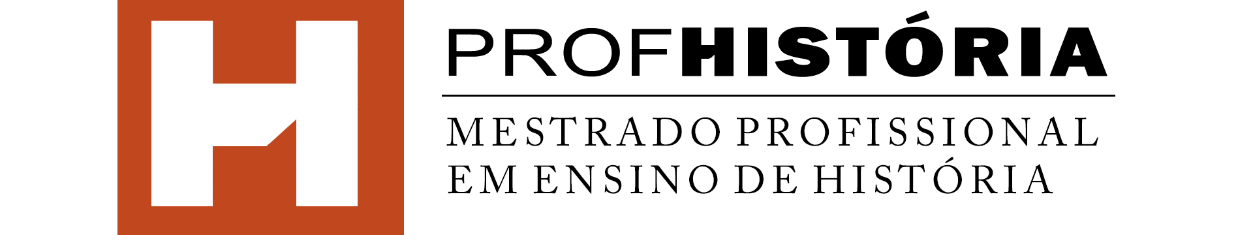 H
PROFHISTÓRIA
MESTRADO PROFISSIONAL
EM ENSINO DE HISTÓRIA